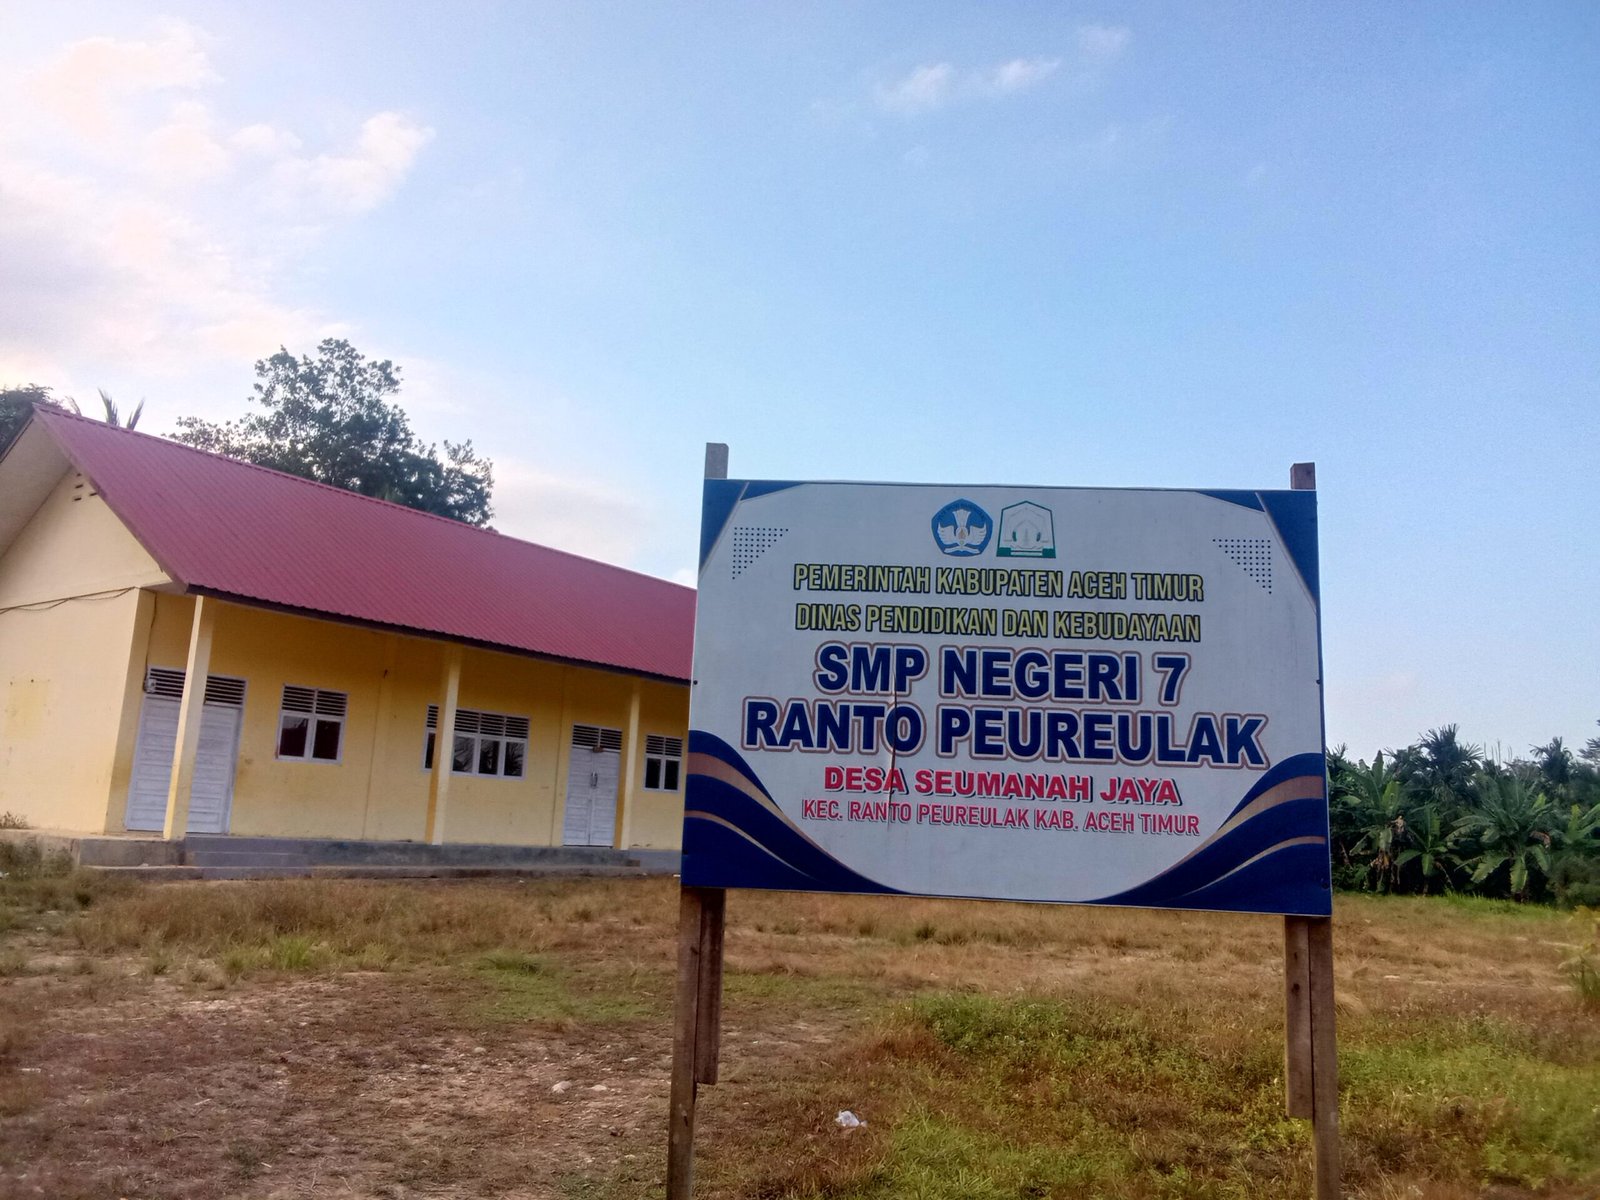 PEMERINTAH KABUPATEN ACEH TIMUR
DINAS PENDIDIKAN DAN KEBUDAYAAN
SMP NEGERI 7
RANTO PEUREULAK
DESA SEUMANAH JAYA
KEC. RANTO PEUREULAK KAB. ACEH TIMUR